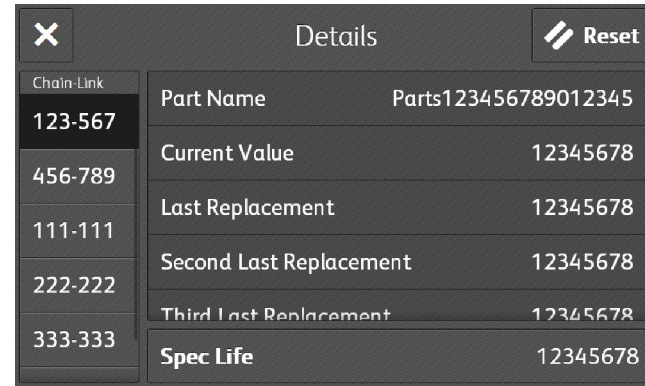 Details
Reset
Chain-Link
123-567
456-789
111-111
222-222
333-333
Part Name Parts123456789012345
Current Value 12345678
Last Replacement 12345678
Second Last Replacement 12345678
Third Last Replacement 12345678
Spec Life 12345678